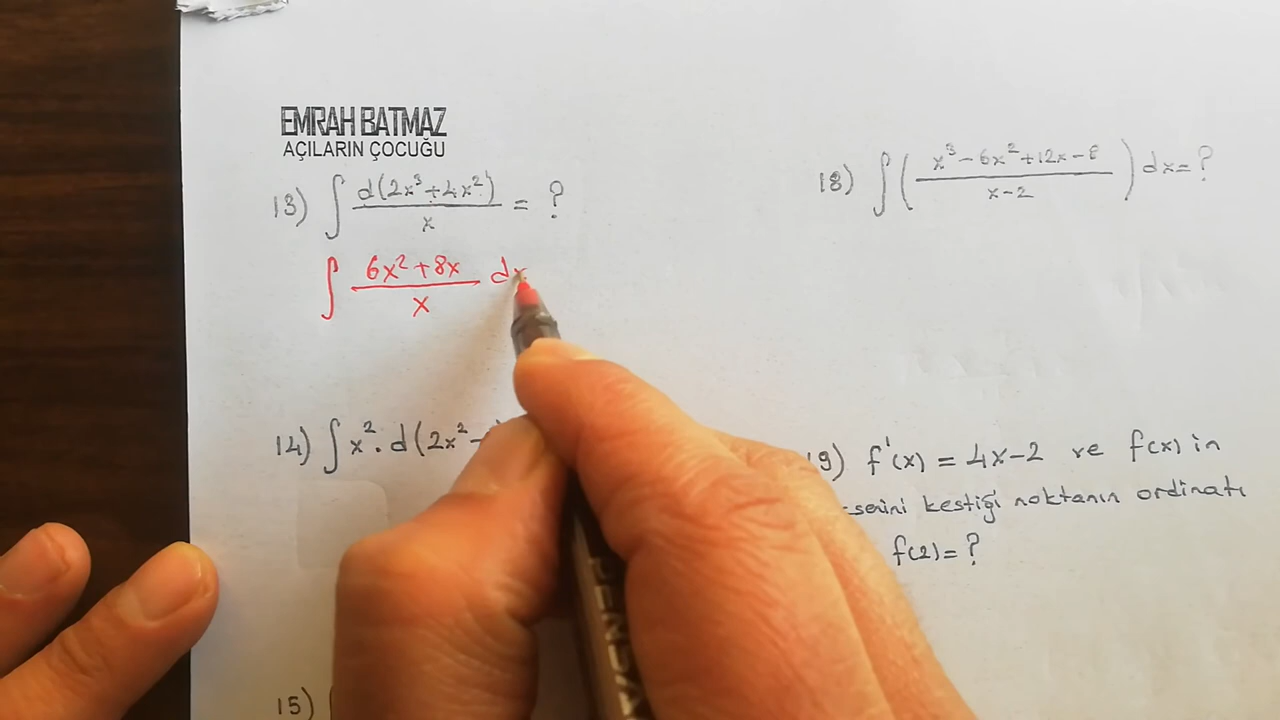 EMRAH BATMAZ
AÇILARIN ÇOCUĞU
13) ∫ d(2x³+4x²)/x = ?
∫ (6x²+8x)/x dx
14) ∫ x². d(2x²-
15)
18) ∫ ( (x³-6x²+12x-8)/(x-2) ) dx = ?
19) f'(x) = 4x-2 ve f(x) in
kestiği noktanın ordinatı
f(2) = ?